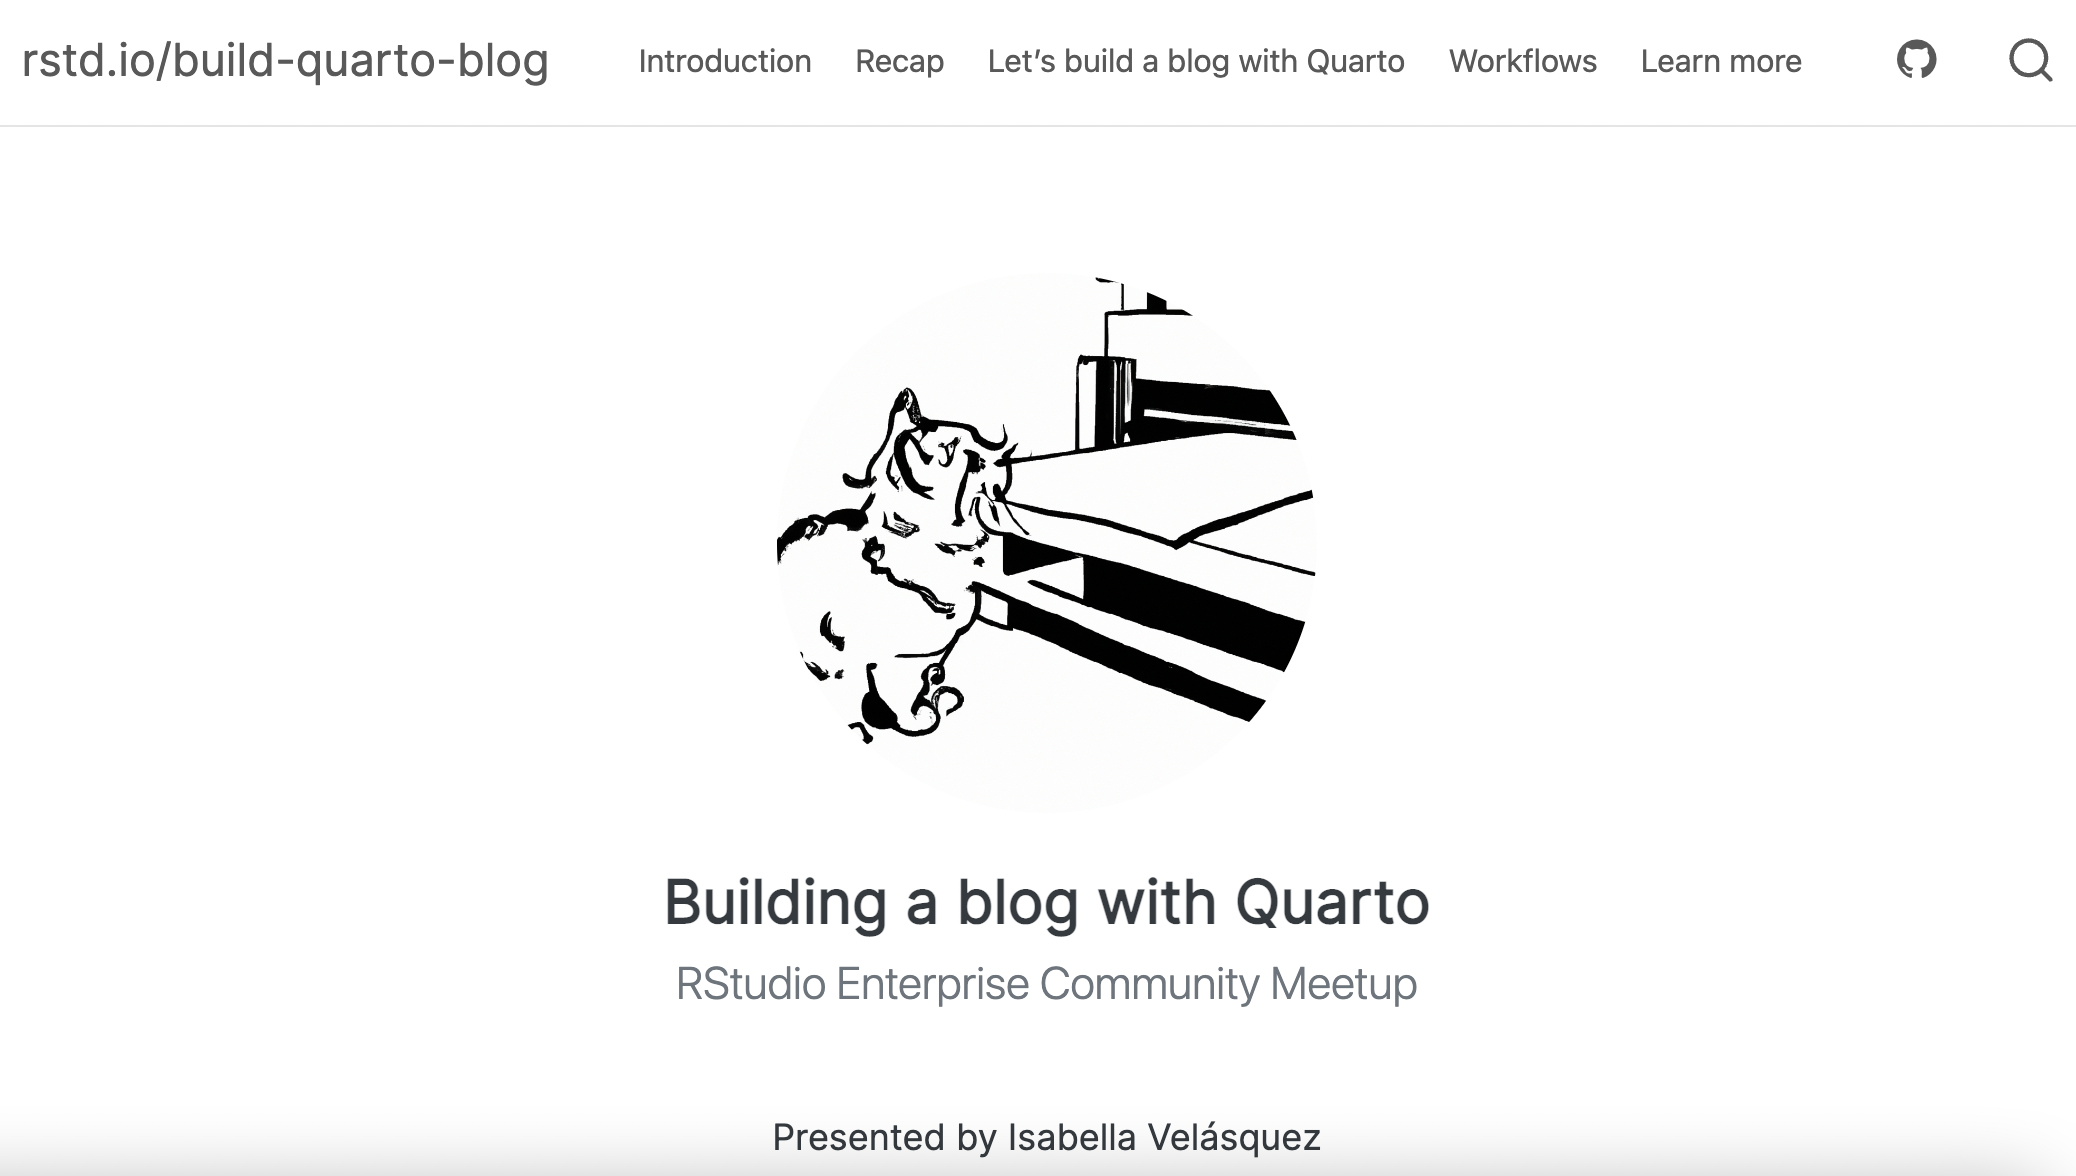 rstd.io/build-quarto-blog
Introduction
Recap
Let’s build a blog with Quarto
Workflows
Learn more
Building a blog with Quarto
RStudio Enterprise Community Meetup
Presented by Isabella Velásquez